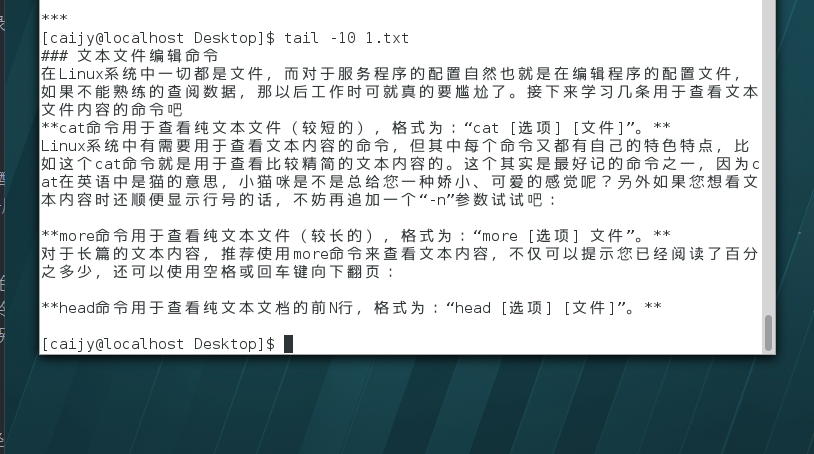 ***
[caijy@localhost Desktop]$ tail -10 1.txt
### 文本文件编辑命令
在Linux系统中一切都是文件，而对于服务程序的配置自然也就是在编辑程序的配置文件，
如果不能熟练的查阅数据，那以后工作时可就真的要尴尬了。接下来学习几条用于查看文本
文件内容的命令吧
**cat命令用于查看纯文本文件（较短的），格式为：“cat [选项] [文件]”。**
Linux系统中有需要用于查看文本内容的命令，但其中每个命令又都有自己的特色特点，比
如这个cat命令就是用于查看比较精简的文本内容的。这个其实是最好记的命令之一，因为c
at在英语中是猫的意思，小猫咪是不是总给您一种娇小、可爱的感觉呢？另外如果您想看文
本内容时还顺便显示行号的话，不妨再追加一个“-n”参数试试吧：
**more命令用于查看纯文本文件（较长的），格式为：“more [选项] 文件”。**
对于长篇的文本内容，推荐使用more命令来查看文本内容，不仅可以提示您已经阅读了百分
之多少，还可以使用空格或回车键向下翻页：
**head命令用于查看纯文本文档的前N行，格式为：“head [选项] [文件]”。**
[caijy@localhost Desktop]$